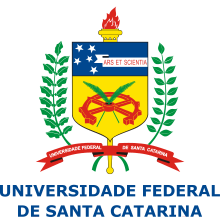 ARS ET SCIENTIA
UNIVERSIDADE FEDERAL DE SANTA CATARINA
UNIVERSIDADE FEDERAL
DE SANTA CATARINA